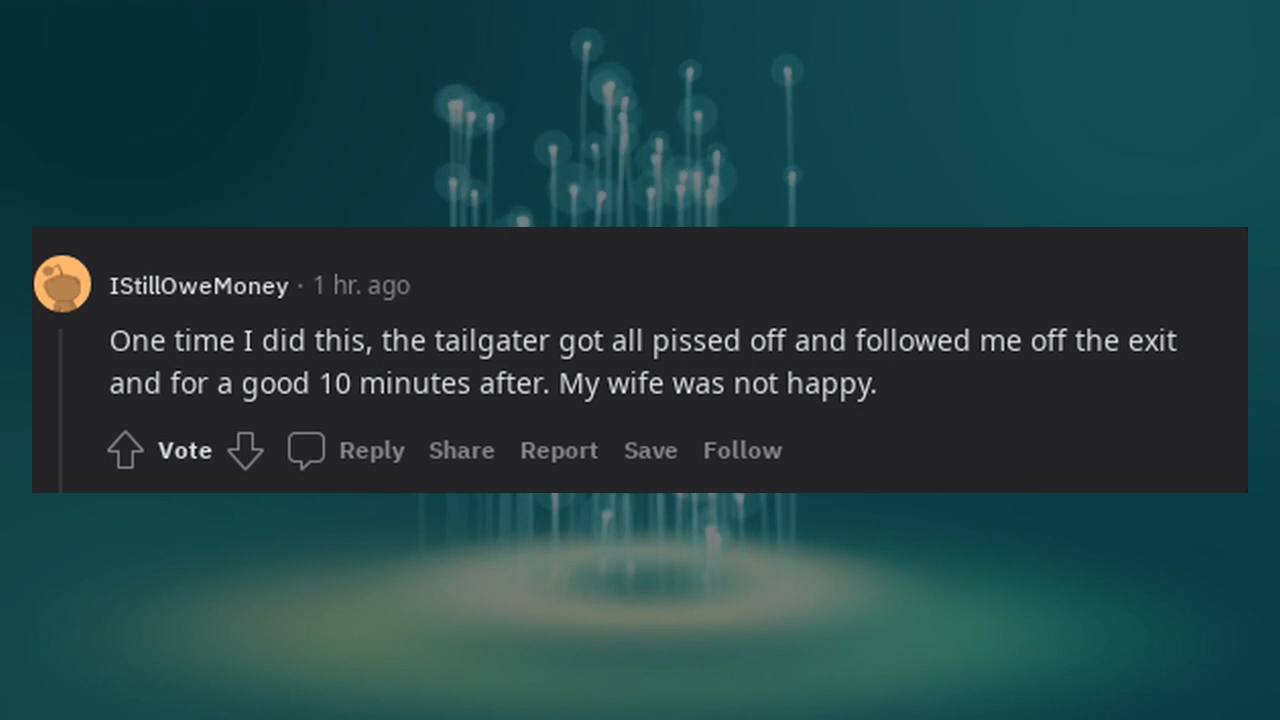 IStillOweMoney · 1 hr. ago
One time I did this, the tailgater got all pissed off and followed me off the exit
and for a good 10 minutes after. My wife was not happy.
Vote Reply Share Report Save Follow